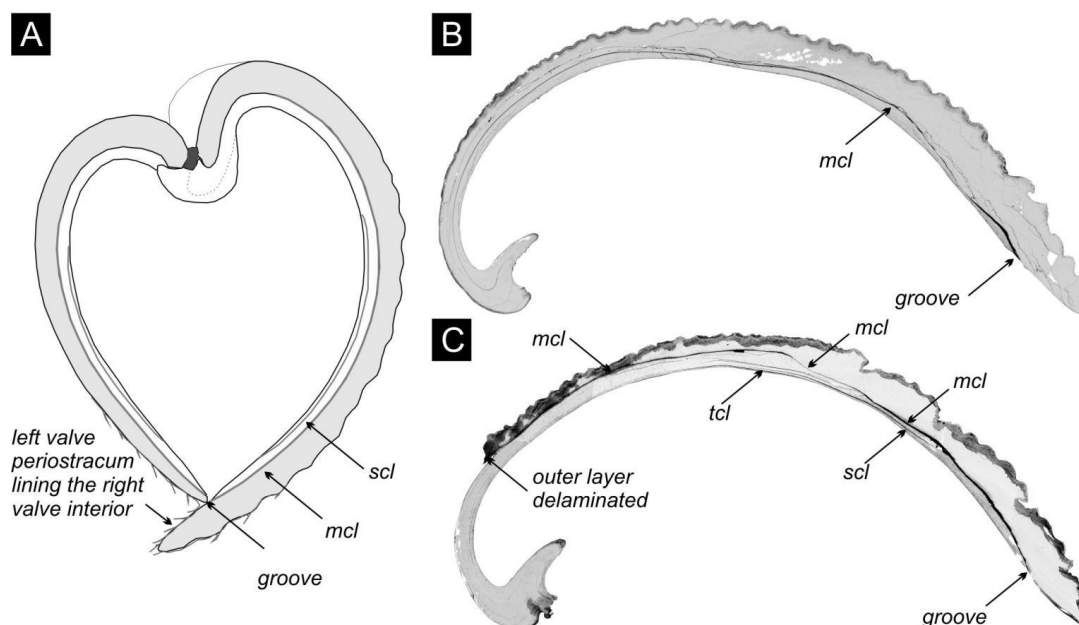 A
left valve
periostracum
lining the right
valve interior
scl
mcl
groove
B
mcl
groove
C
mcl
mcl
mcl
tcl
scl
outer layer
delaminated
groove